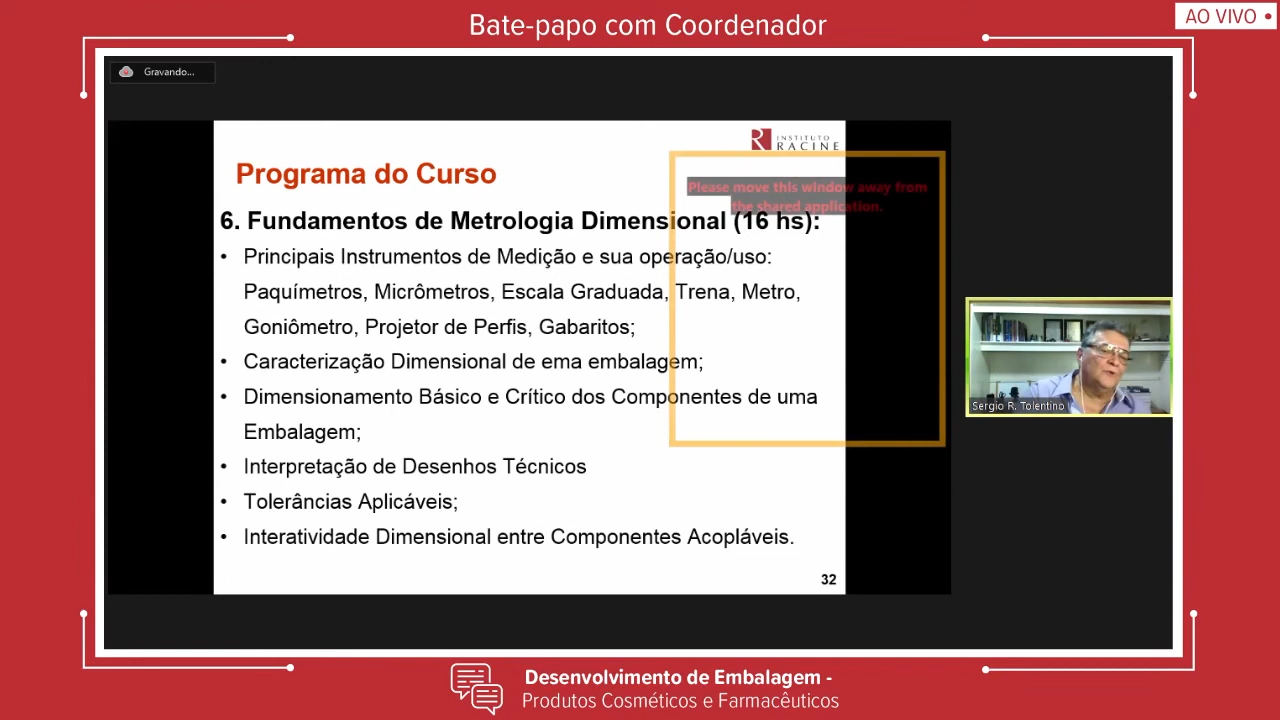 Bate-papo com Coordenador
AO VIVO
Gravando...
INSTITUTO
RACINE
Programa do Curso
Please move this window away from
the shared application.
6. Fundamentos de Metrologia Dimensional (16 hs):
• Principais Instrumentos de Medição e sua operação/uso:
Paquímetros, Micrômetros, Escala Graduada, Trena, Metro,
Goniômetro, Projetor de Perfis, Gabaritos;
• Caracterização Dimensional de ema embalagem;
• Dimensionamento Básico e Crítico dos Componentes de uma
Embalagem;
• Interpretação de Desenhos Técnicos
• Tolerâncias Aplicáveis;
• Interatividade Dimensional entre Componentes Acopláveis.
32
Sergio R. Tolentino
Desenvolvimento de Embalagem -
Produtos Cosméticos e Farmacêuticos